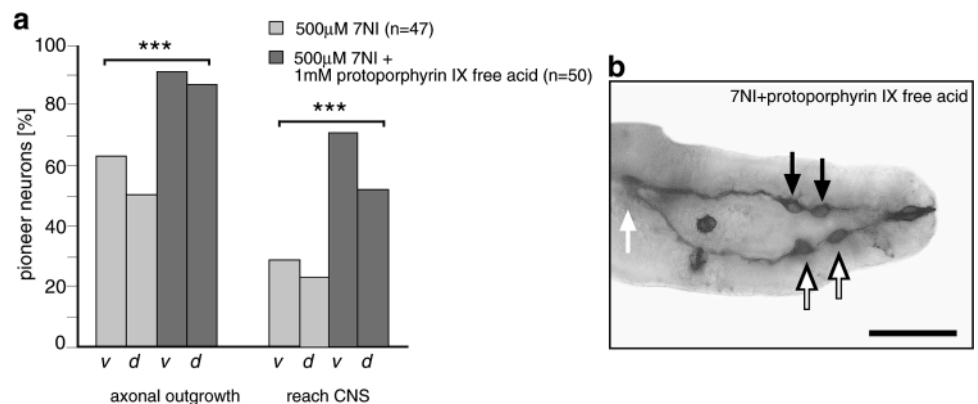 a
100
80
60
40
20
0
pioneer neurons [%]
***
***
500µM 7NI (n=47)
500µM 7NI +
1mM protoporphyrin IX free acid (n=50)
v d v d
v d v d
axonal outgrowth
reach CNS
b
7NI+protoporphyrin IX free acid